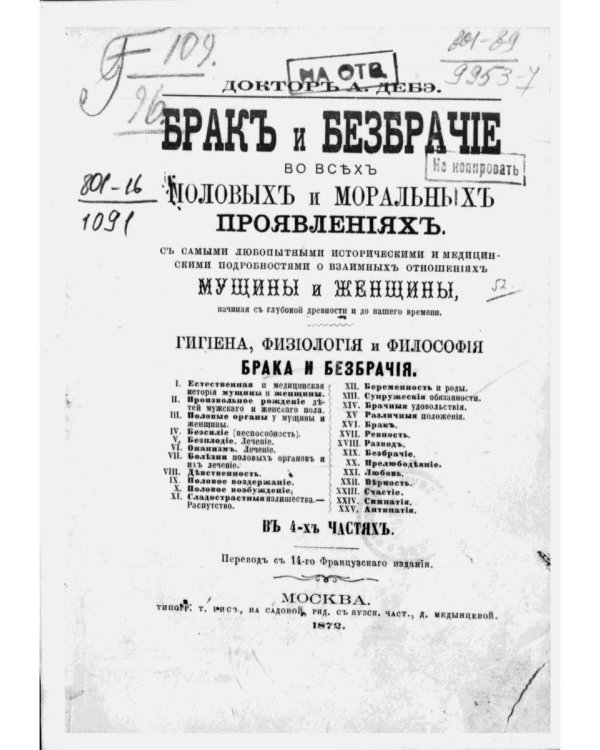 109.
96.
801-89
9953-7
НА ОТД
ДОКТОРЪ А. ДЕБЭ.
БРАКЪ и БЕЗБРАЧІЕ
ВО ВСѢХЪ
Не копировать
801-16
1091
ПОЛОВЫХЪ и МОРАЛЬНЫХЪ
ПРОЯВЛЕНІЯХЪ.
СЪ САМЫМИ ЛЮБОПЫТНЫМИ ИСТОРИЧЕСКИМИ И МЕДИЦИН-
СКИМИ ПОДРОБНОСТЯМИ О ВЗАИМНЫХЪ ОТНОШЕНІЯХЪ
МУЩИНЫ и ЖЕНЩИНЫ,
52
начиная съ глубокой древности и до нашего времени.
ГИГІЕНА, ФИЗІОЛОГІЯ и ФИЛОСОФІЯ
БРАКА И БЕЗБРАЧІЯ.
I. Естественная и медицинская
исторія мущины и женщины.
II. Произвольное рожденіе дѣ-
тей мужскаго и женскаго пола.
III. Половые органы у мущины и
женщины.
IV. Безсиліе (неспособность).
V. Безплодіе. Леченіе.
VI. Онанизмъ. Леченіе.
VII. Болѣзни половыхъ органовъ и
ихъ леченіе.
VIII. Дѣвственность.
IX. Половое воздержаніе.
X. Половое возбужденіе.
XI. Сладострастныя излишества.—
Распутство.
XII. Беременность и роды.
XIII. Супружескія обязанности.
XIV. Брачныя удовольствія.
XV Различныя положенія.
XVI. Бракъ.
XVII. Ревность.
XVIII. Разводъ.
XIX. Безбрачіе.
XX. Прелюбодѣяніе.
XXI. Любовь.
XXII. Вѣрность.
XXIII. Счастіе.
XXIV. Симпатія.
XXV. Антипатія.
ВЪ 4-хъ ЧАСТЯХЪ.
Переводъ съ 14-го Французскаго изданія.
МОСКВА.
ТИПОГР. Т. РИСЪ, НА САДОВОЙ, РЯД. СЪ ЯУЗСК. ЧАСТ., Д. МЕДЫНЦЕВОЙ.
1872.